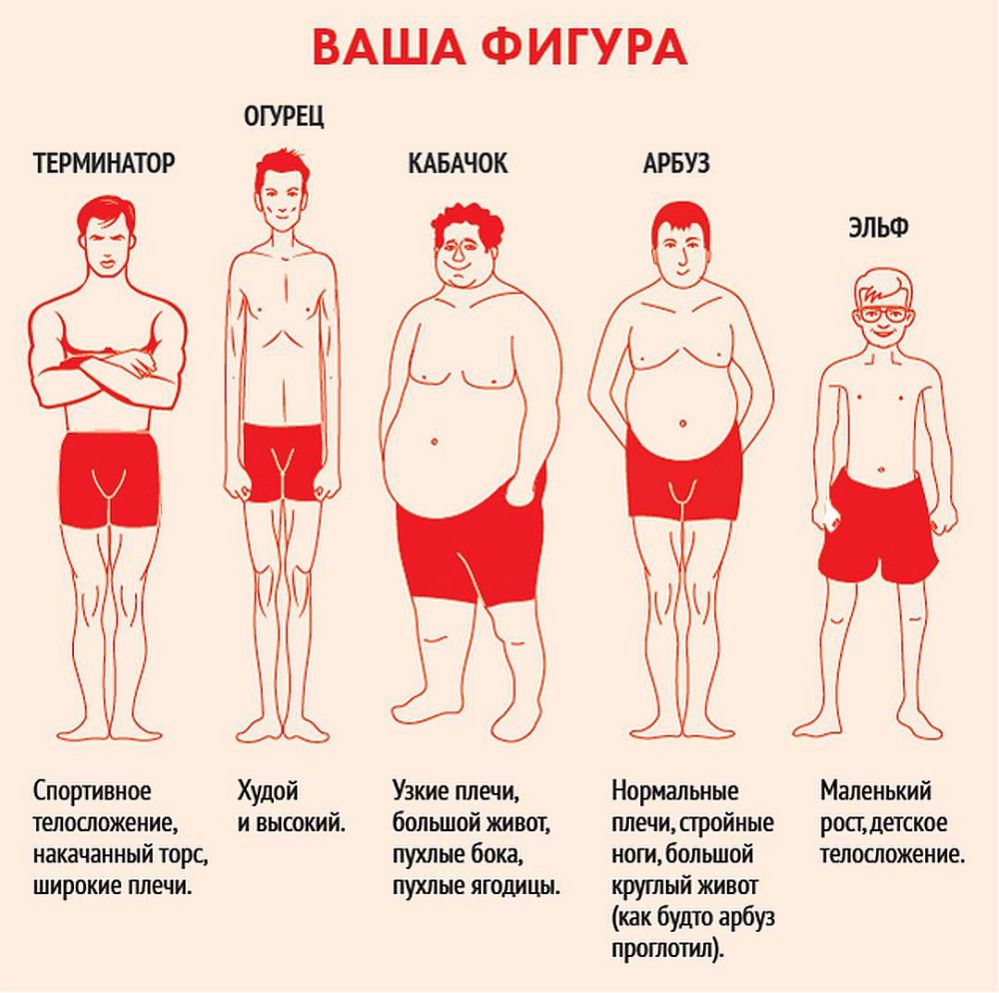 ВАША ФИГУРА
ОГУРЕЦ
ТЕРМИНАТОР
КАБАЧОК
АРБУЗ
ЭЛЬФ
Спортивное
телосложение,
накачанный торс,
широкие плечи.
Худой
и высокий.
Узкие плечи,
большой живот,
пухлые бока,
пухлые ягодицы.
Нормальные
плечи, стройные
ноги, большой
круглый живот
(как будто арбуз
проглотил).
Маленький
рост, детское
телосложение.